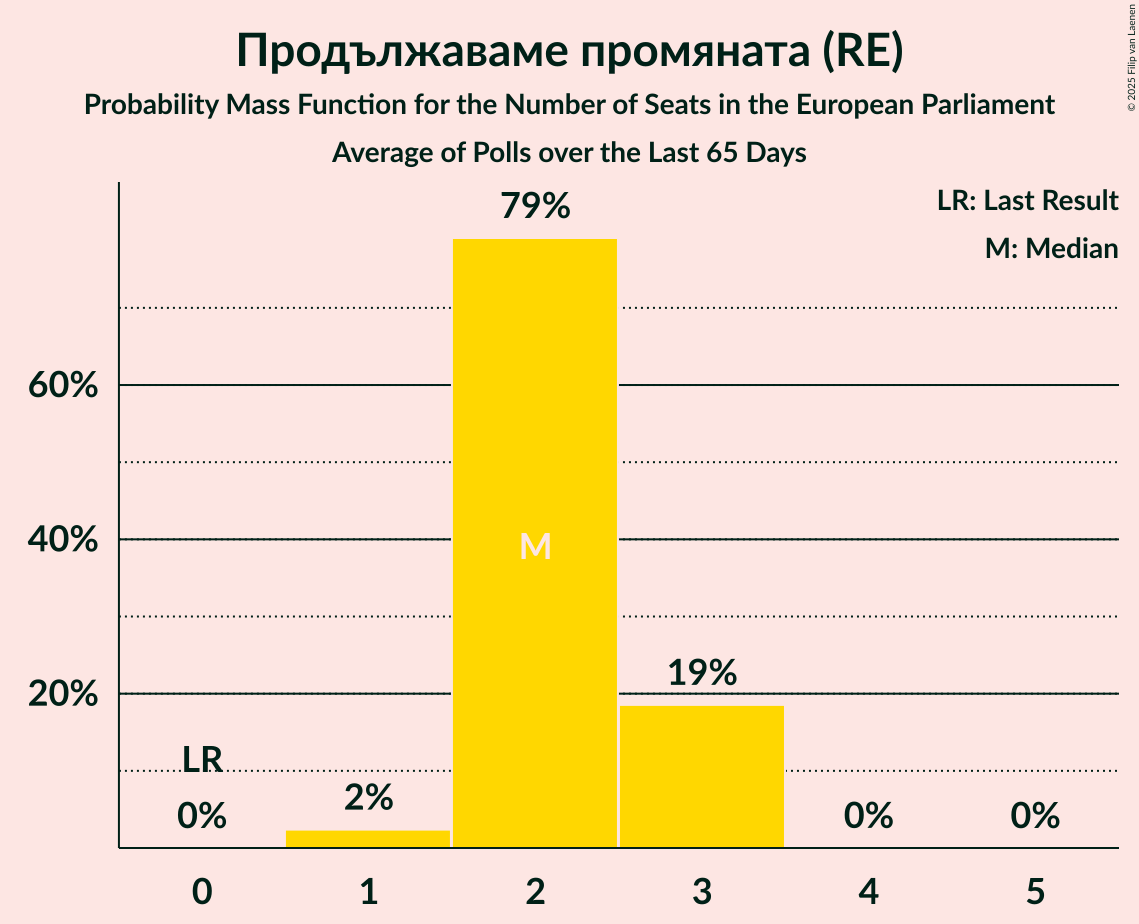 Продължаваме промяната (RE)
Probability Mass Function for the Number of Seats in the European Parliament
Average of Polls over the Last 65 Days
© 2025 Filip van Laenen
LR: Last Result
M: Median
79%
60%
40%
M
19%
20%
LR
2%
0%
0%
0%
0
1
2
3
4
5